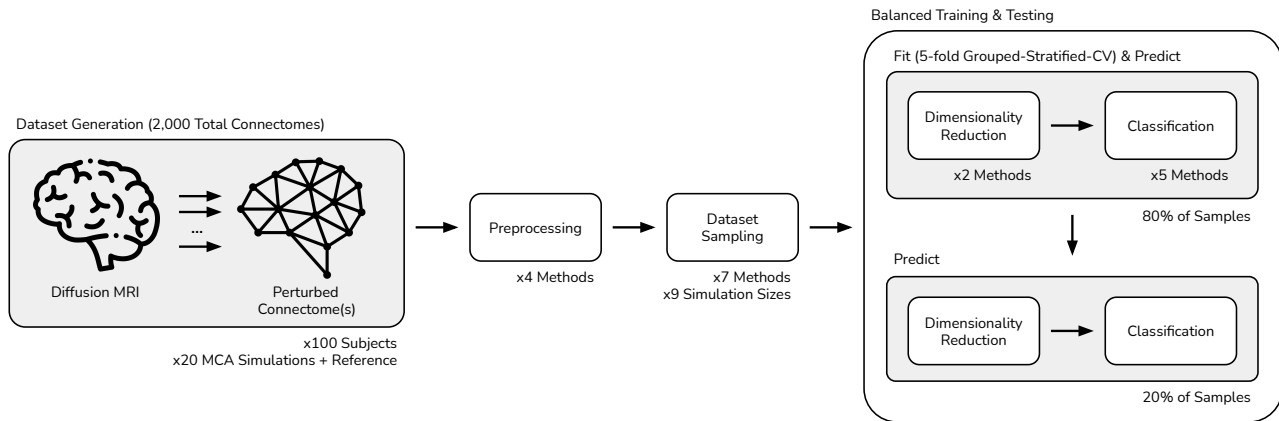 Dataset Generation (2,000 Total Connectomes)
Diffusion MRI
...
Perturbed
Connectome(s)
x100 Subjects
x20 MCA Simulations + Reference
Preprocessing
x4 Methods
Dataset
Sampling
x7 Methods
x9 Simulation Sizes
Balanced Training & Testing
Fit (5-fold Grouped-Stratified-CV) & Predict
Dimensionality
Reduction
x2 Methods
Classification
x5 Methods
80% of Samples
Predict
Dimensionality
Reduction
Classification
20% of Samples